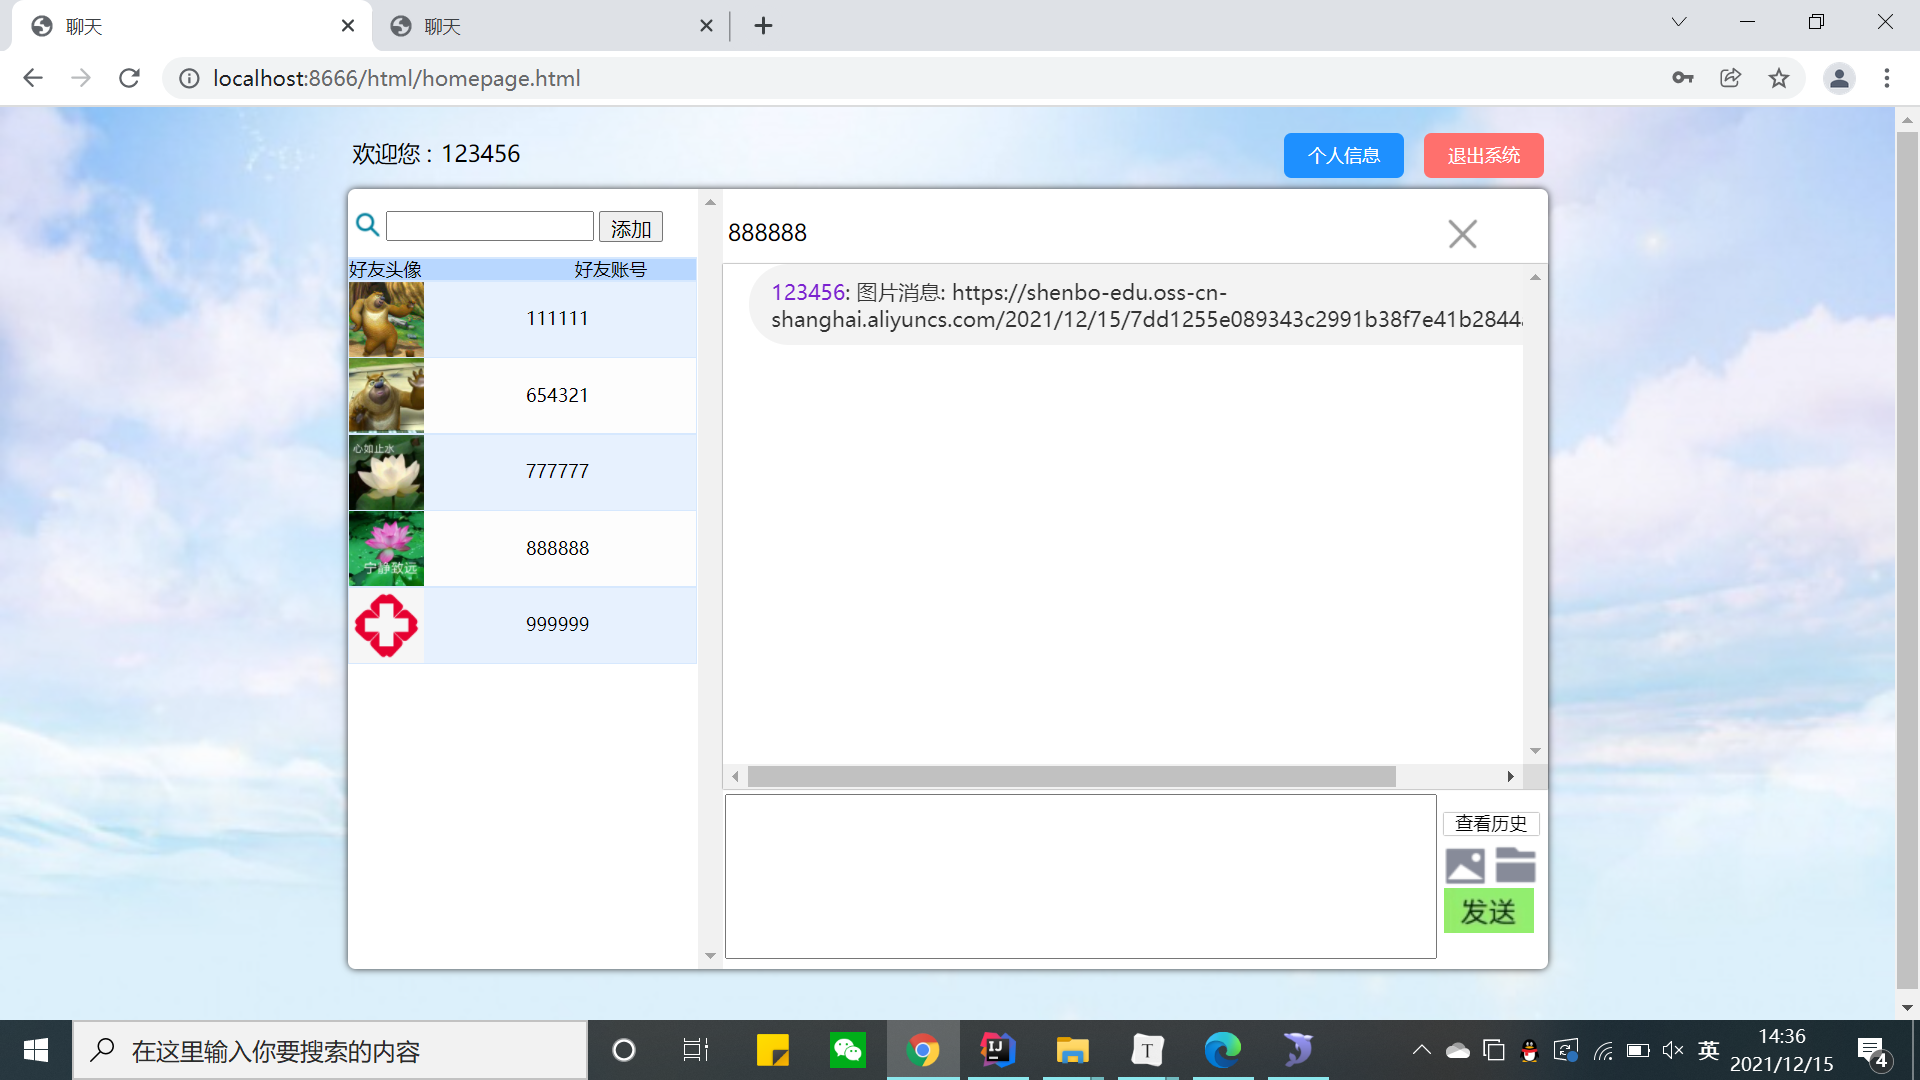 聊天
聊天
localhost:8666/html/homepage.html
欢迎您：123456
个人信息
退出系统
添加
888888
好友头像 好友账号
123456: 图片消息: https://shenbo-edu.oss-cn-
shanghai.aliyuncs.com/2021/12/15/7dd1255e089343c2991b38f7e41b2844
111111
654321
心如止水
777777
888888
宁静致远
999999
查看历史
发送
在这里输入你要搜索的内容
英
14:36
2021/12/15
4